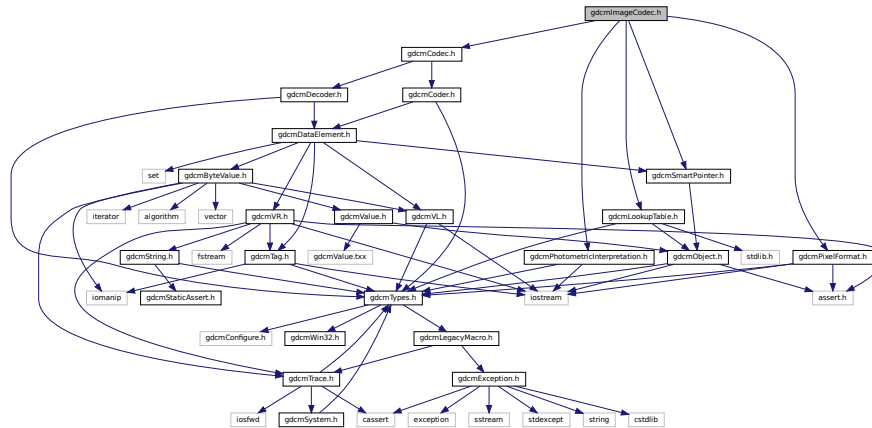 gdcmImageCodec.h
gdcmCodec.h
gdcmDecoder.h
gdcmCoder.h
gdcmDataElement.h
set
gdcmByteValue.h
gdcmSmartPointer.h
iterator
algorithm
vector
gdcmVR.h
gdcmValue.h
gdcmVL.h
gdcmLookupTable.h
gdcmString.h
fstream
gdcmTag.h
gdcmValue.txx
gdcmPhotometricInterpretation.h
gdcmObject.h
stdlib.h
gdcmPixelFormat.h
iomanip
gdcmStaticAssert.h
gdcmTypes.h
iostream
assert.h
gdcmConfigure.h
gdcmWin32.h
gdcmLegacyMacro.h
gdcmTrace.h
gdcmException.h
iosfwd
gdcmSystem.h
cassert
exception
sstream
stdexcept
string
cstdlib